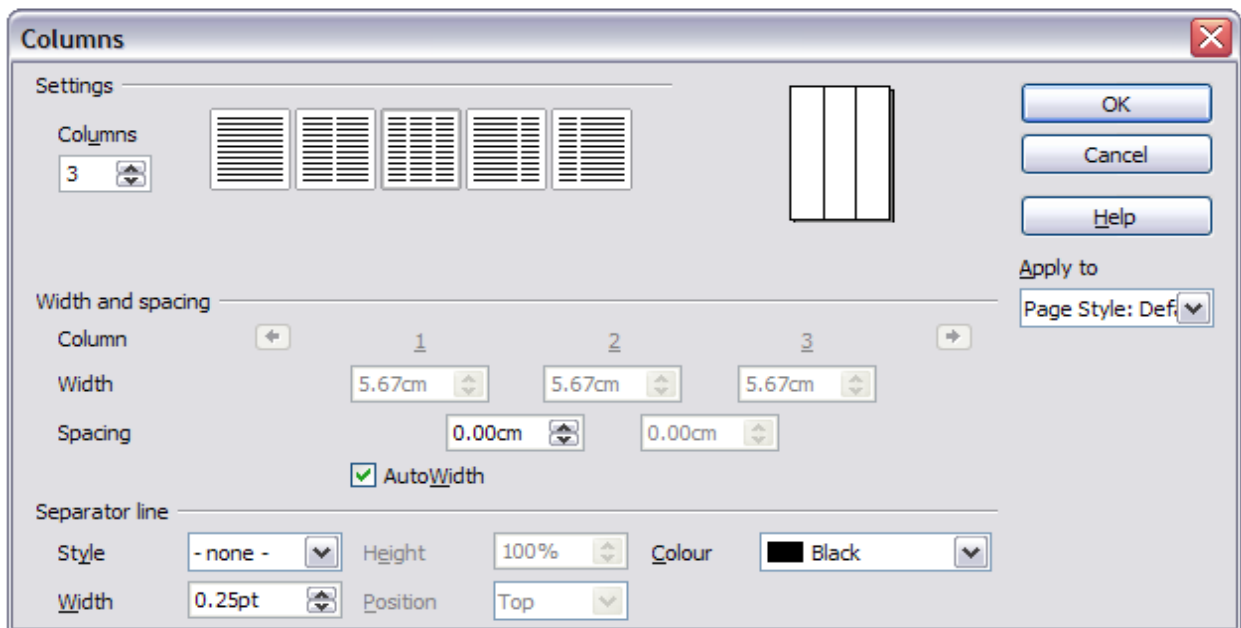 Columns
Settings
OK
Columns
3
Cancel
Help
Apply to
Page Style: Defa
Width and spacing
Column 1 2 3
Width 5.67cm 5.67cm 5.67cm
Spacing 0.00cm 0.00cm
AutoWidth
Separator line
Style - none - Height 100% Colour Black
Width 0.25pt Position Top